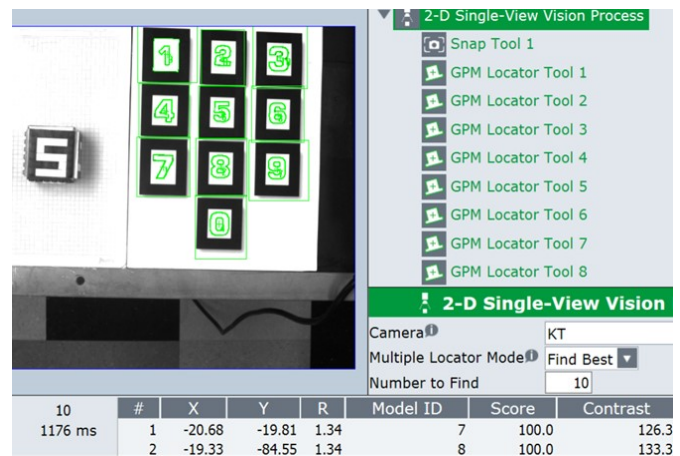 2-D Single-View Vision Process
Snap Tool 1
GPM Locator Tool 1
GPM Locator Tool 2
GPM Locator Tool 3
GPM Locator Tool 4
GPM Locator Tool 5
GPM Locator Tool 6
GPM Locator Tool 7
GPM Locator Tool 8
1 2 3
4 5 6
7 8 9
0
S
2-D Single-View Vision
Camera KT
Multiple Locator Mode Find Best
Number to Find 10
10 # X Y R Model ID Score Contrast
1176 ms 1 -20.68 -19.81 1.34 7 100.0 126.3
2 -19.33 -84.55 1.34 8 100.0 133.3